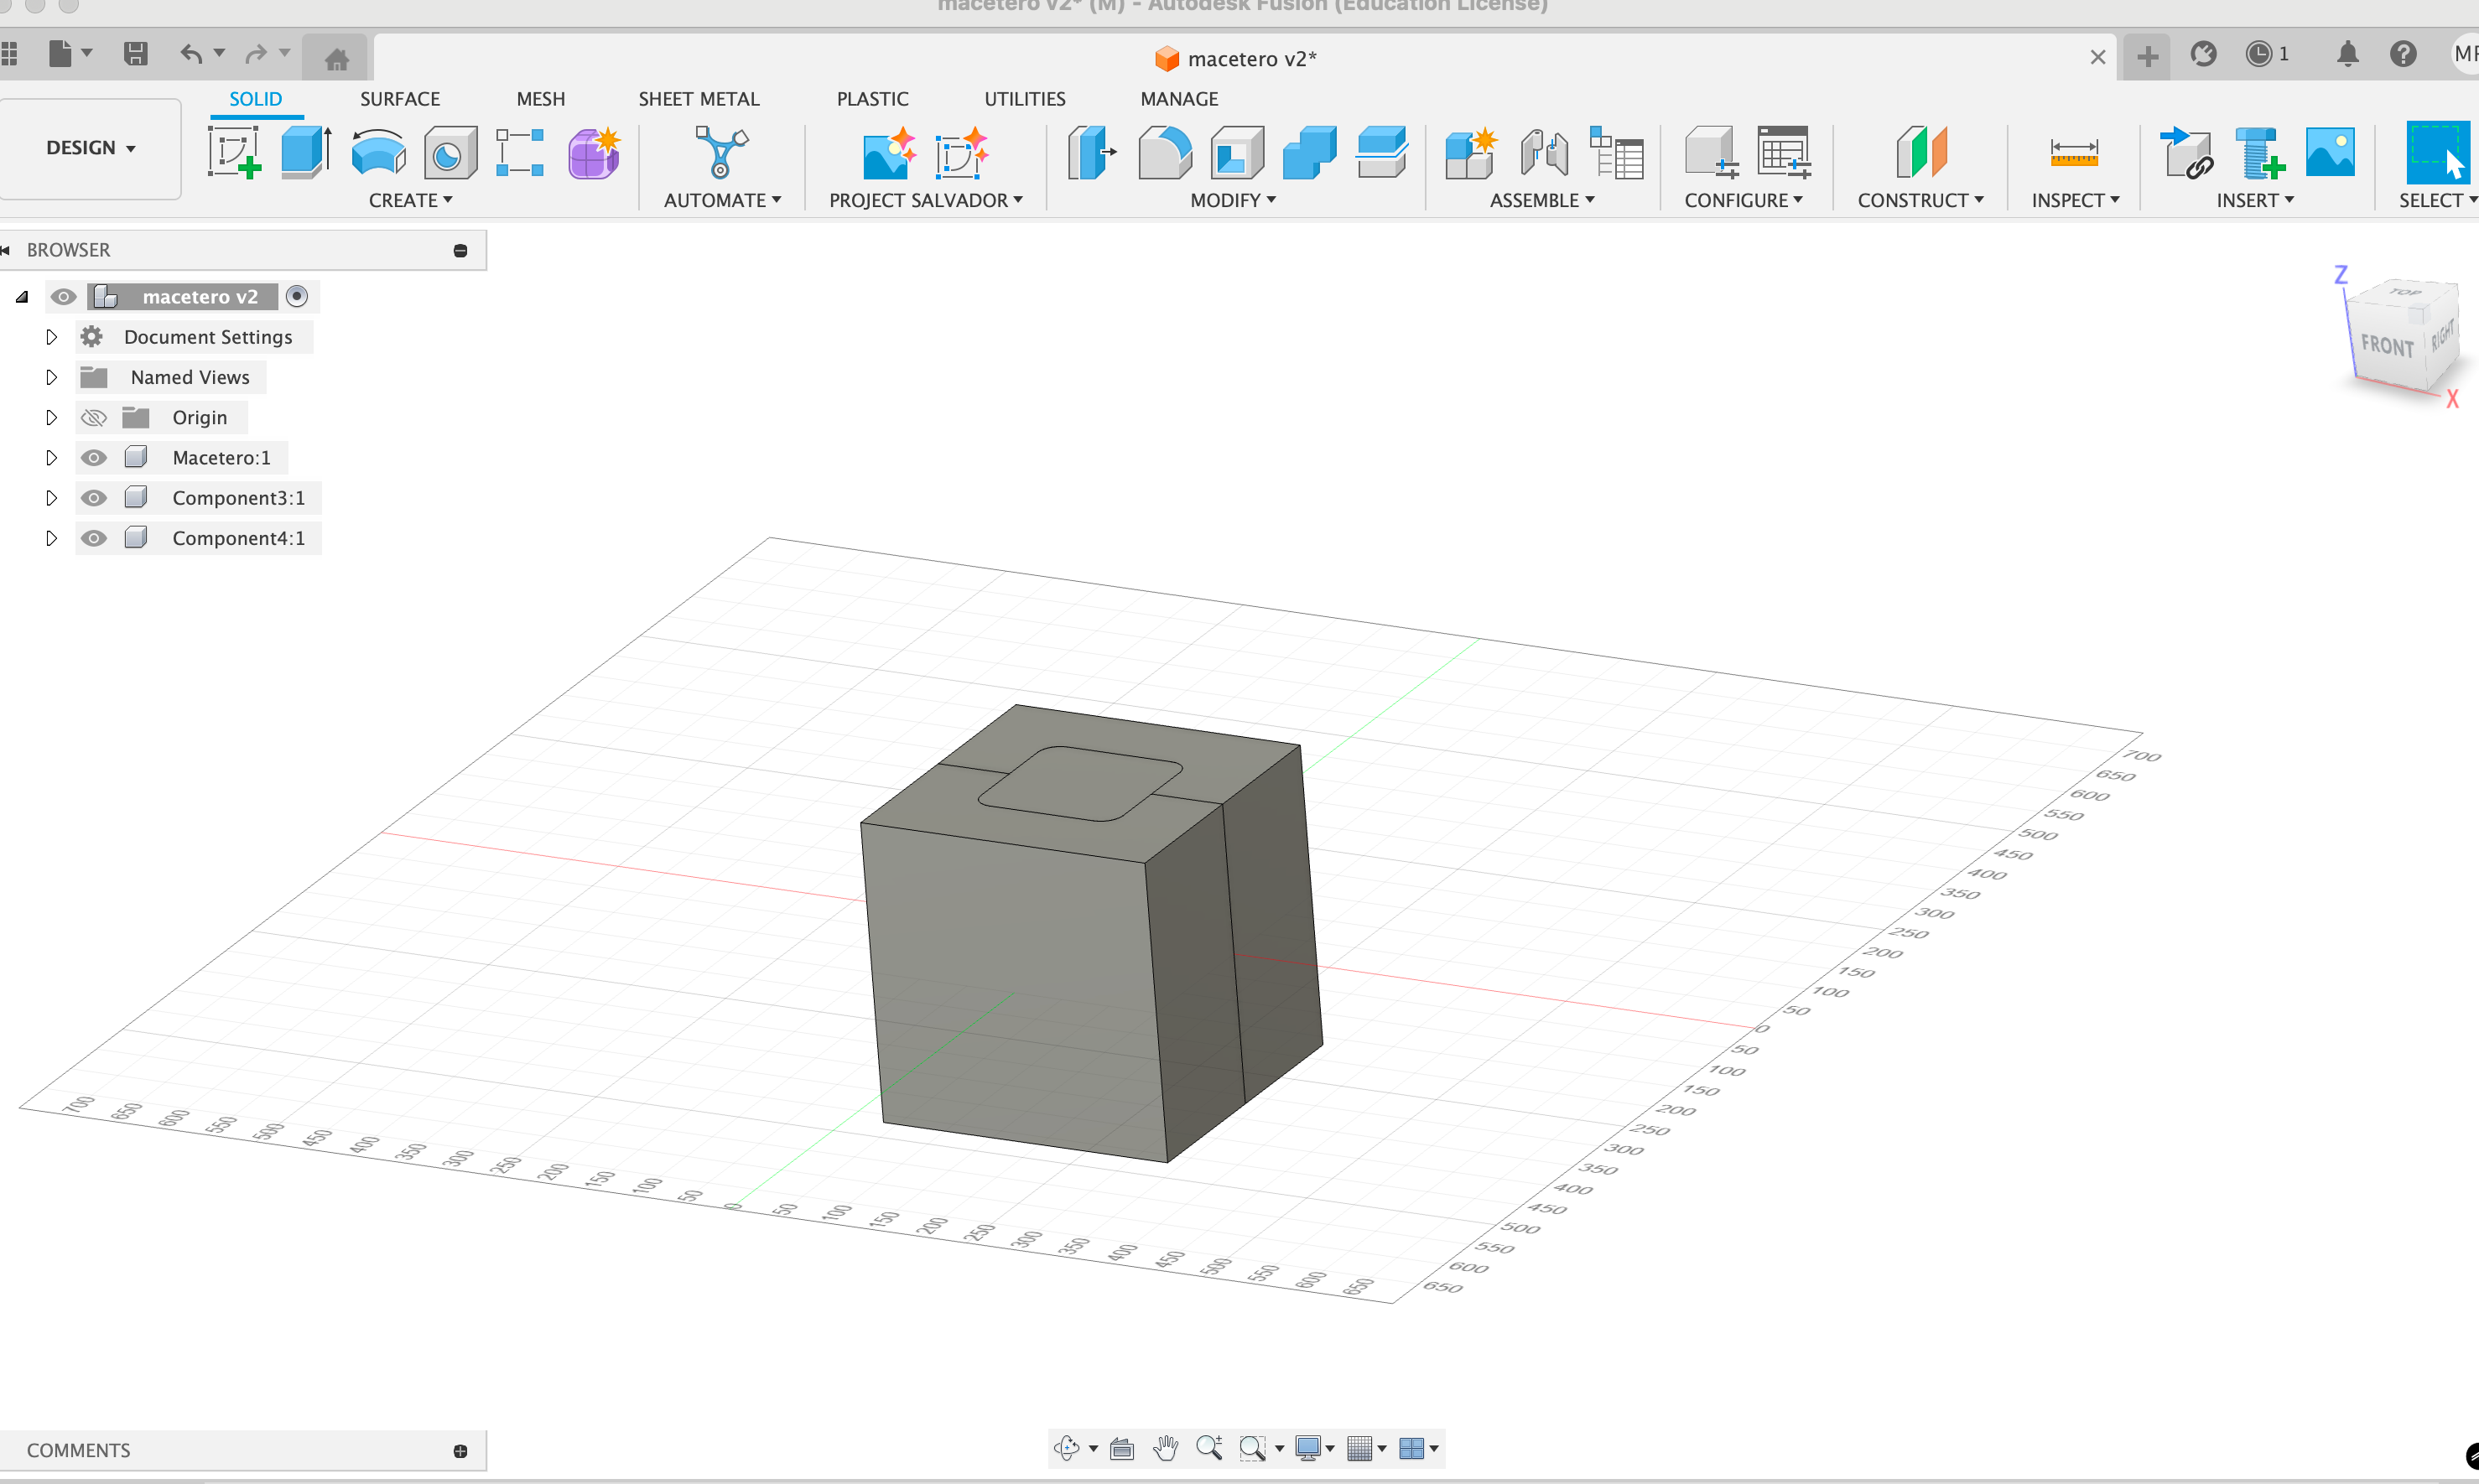 macetero v2* (M) - Autodesk Fusion (Education License)
macetero v2*
1
DESIGN
SOLID SURFACE MESH SHEET METAL PLASTIC UTILITIES MANAGE
CREATE AUTOMATE PROJECT SALVADOR MODIFY ASSEMBLE CONFIGURE CONSTRUCT INSPECT INSERT SELECT
BROWSER
macetero v2
Document Settings
Named Views
Origin
Macetero:1
Component3:1
Component4:1
Z
TOP
FRONT RIGHT
X
700
650
600
550
500
450
400
350
300
250
200
150
100
50
0
50
100
150
200
250
300
350
400
450
500
550
600
650
700 650 600 550 500 450 400 350 300 250 200 150 100 50 0 50 100 150 200 250 300 350 400 450 500 550 600 650
COMMENTS